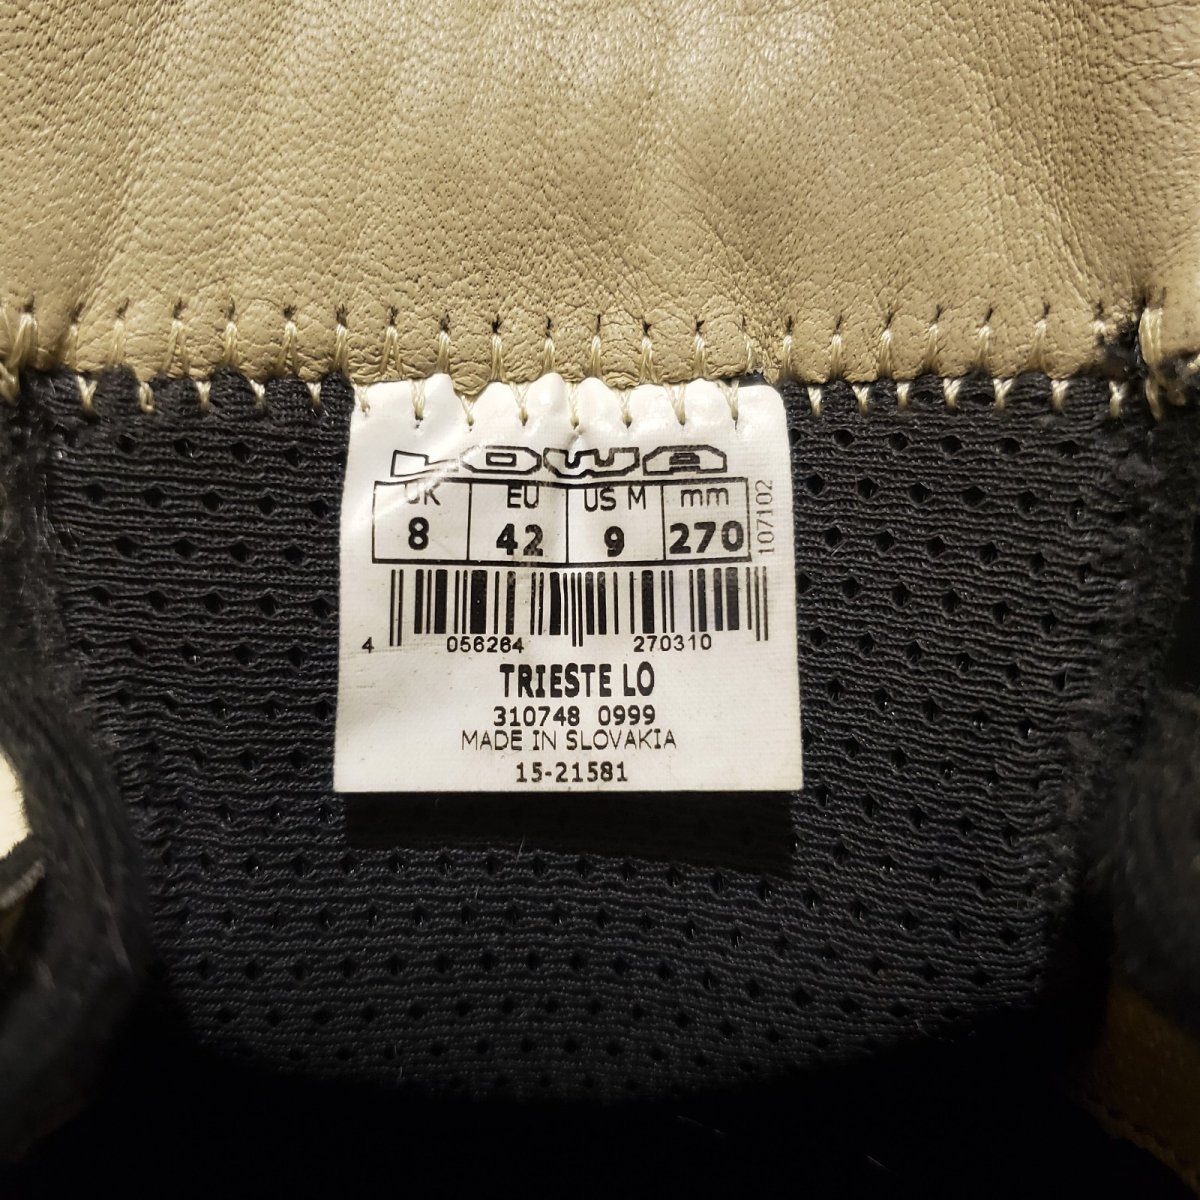 LOWA
UK EU US M mm
8 42 9 270
107102
4 056264 270310
TRIESTE LO
310748 0999
MADE IN SLOVAKIA
15-21581